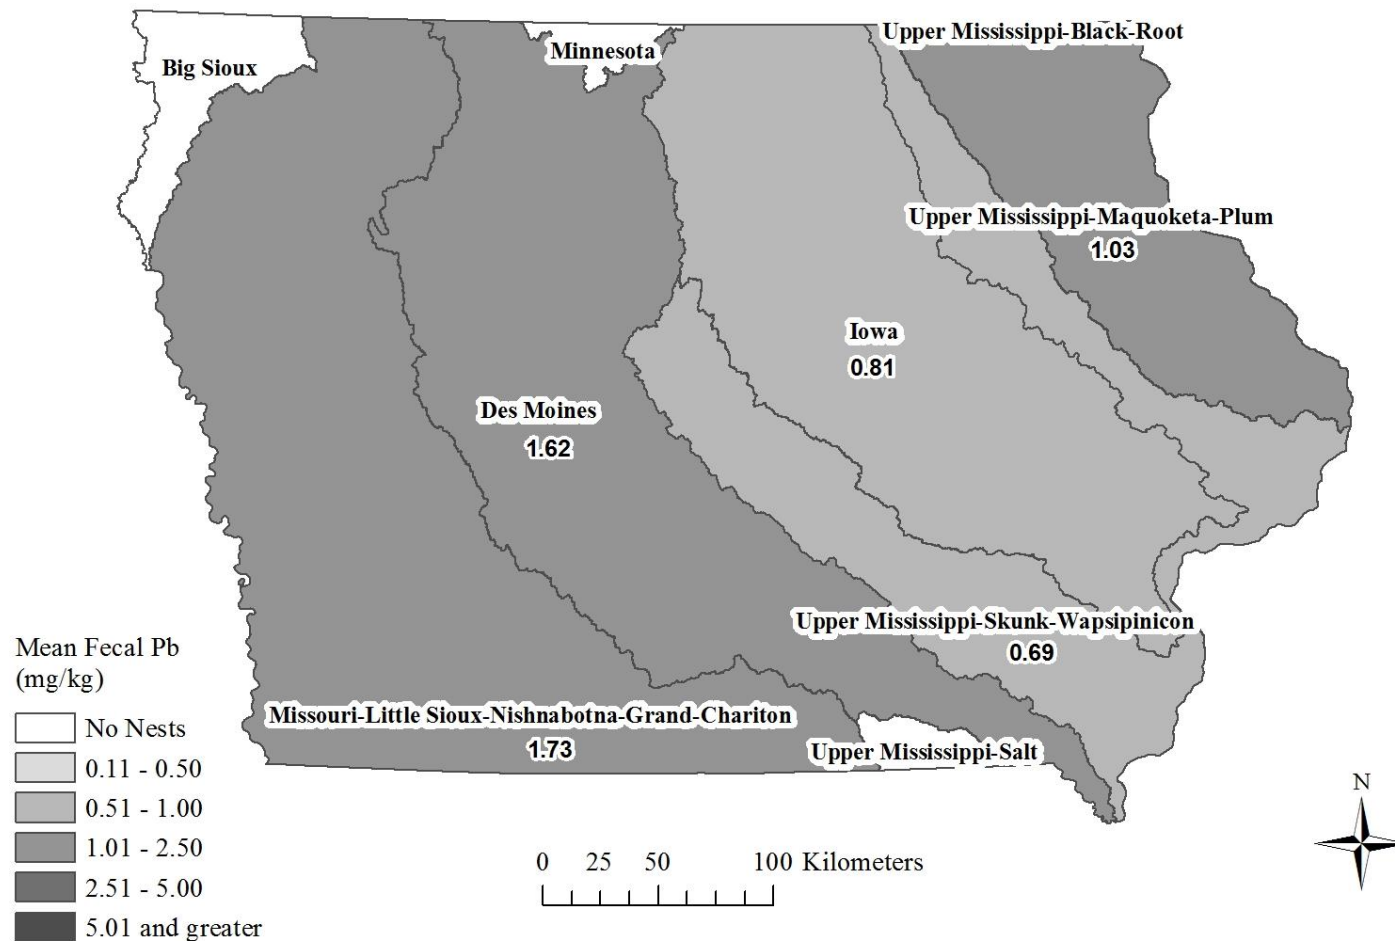 Upper Mississippi-Black-Root
Minnesota
Big Sioux
Upper Mississippi-Maquoketa-Plum
1.03
Iowa
0.81
Des Moines
1.62
Upper Mississippi-Skunk-Wapsipinicon
0.69
Missouri-Little Sioux-Nishnabotna-Grand-Chariton
1.73
Upper Mississippi-Salt
Mean Fecal Pb
(mg/kg)
No Nests
0.11 - 0.50
0.51 - 1.00
1.01 - 2.50
2.51 - 5.00
5.01 and greater
0 25 50 100 Kilometers
N